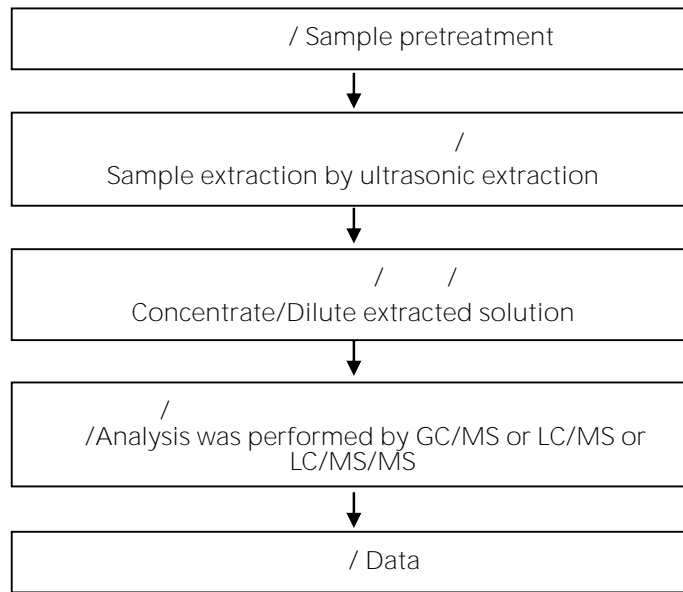 / Sample pretreatment
/
Sample extraction by ultrasonic extraction
/ /
Concentrate/Dilute extracted solution
/
/Analysis was performed by GC/MS or LC/MS or
LC/MS/MS
/ Data